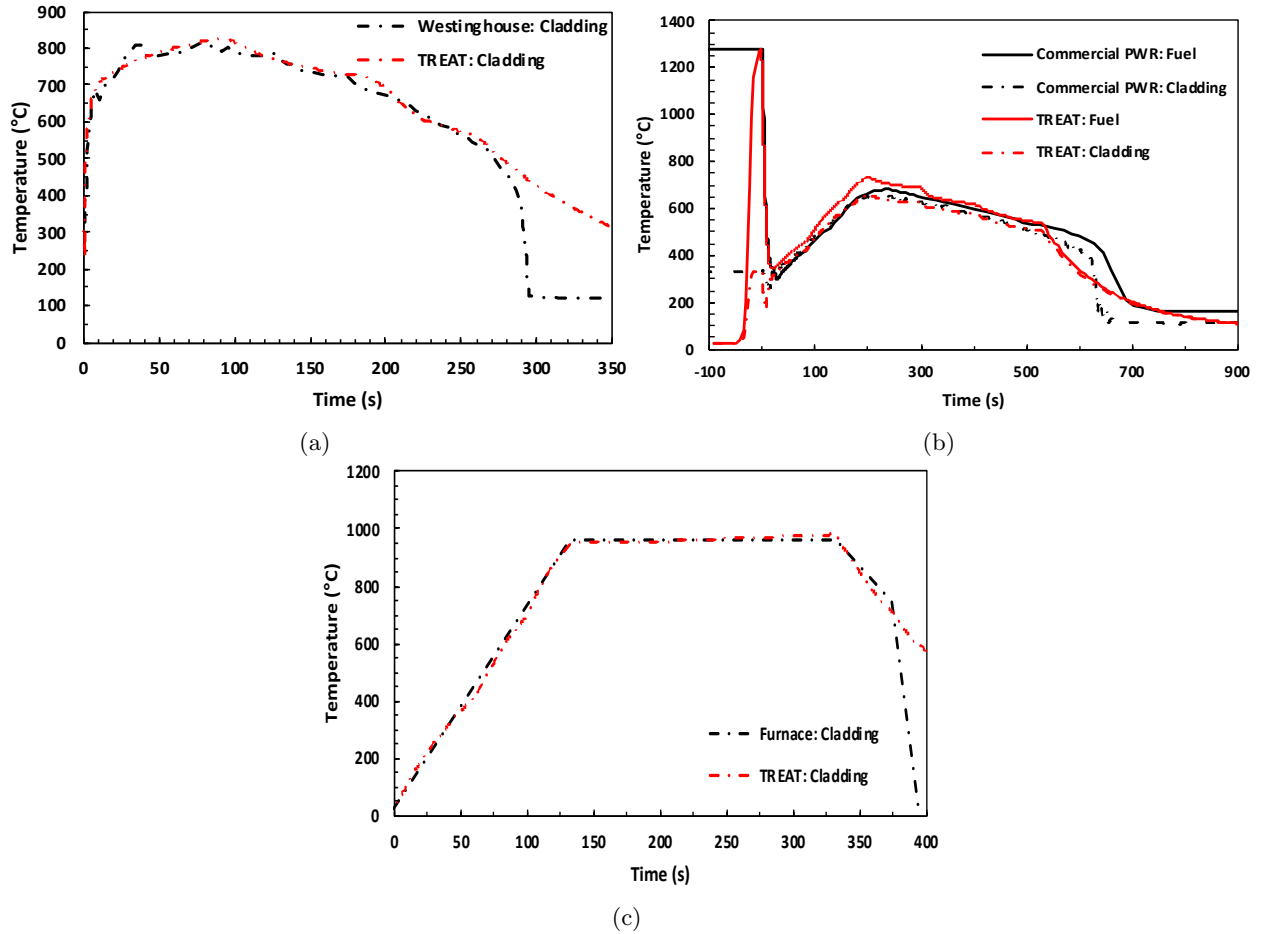 900
800
700
600
500
400
300
200
100
0
0
50
100
150
200
250
300
350
Temperature (°C)
Time (s)
Westinghouse: Cladding
TREAT: Cladding
(a)
1400
1200
1000
800
600
400
200
0
-100
100
300
500
700
900
Temperature (°C)
Time (s)
Commercial PWR: Fuel
Commercial PWR: Cladding
TREAT: Fuel
TREAT: Cladding
(b)
1200
1000
800
600
400
200
0
0
50
100
150
200
250
300
350
400
Temperature (°C)
Time (s)
Furnace: Cladding
TREAT: Cladding
(c)